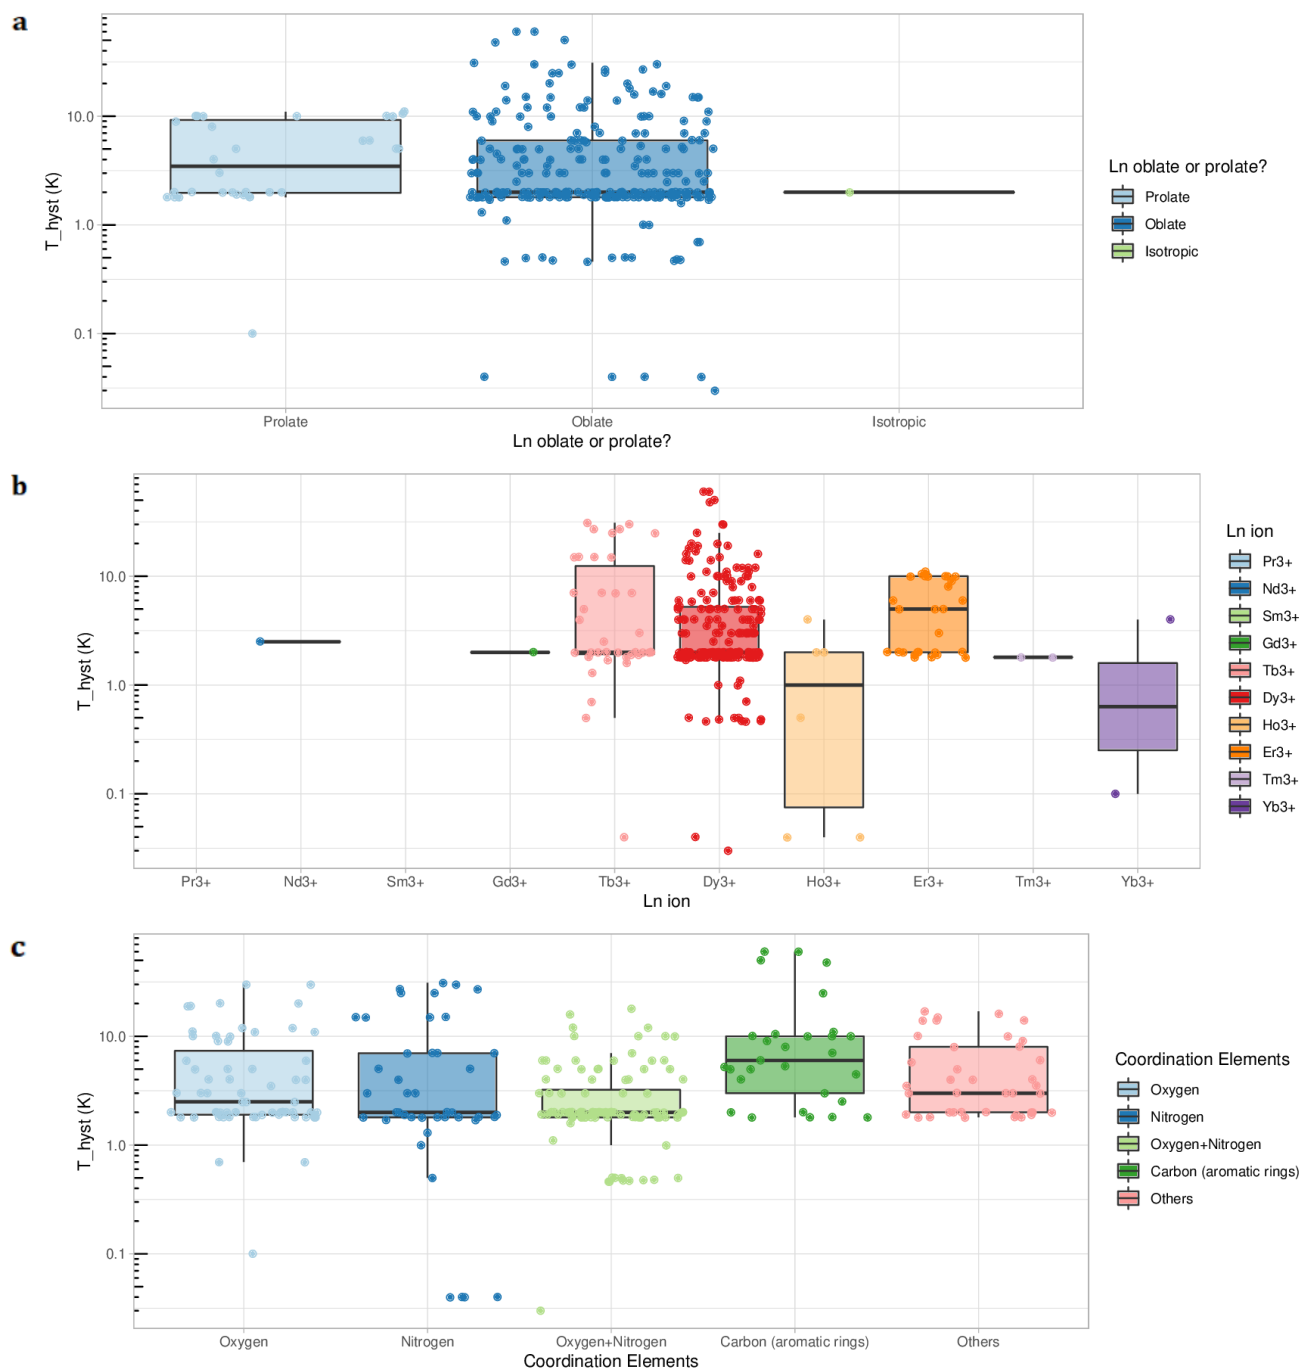 a
T_hyst (K)
10.0
1.0
0.1
Prolate Oblate Isotropic
Ln oblate or prolate?
Ln oblate or prolate?
Prolate
Oblate
Isotropic
b
T_hyst (K)
10.0
1.0
0.1
Pr3+ Nd3+ Sm3+ Gd3+ Tb3+ Dy3+ Ho3+ Er3+ Tm3+ Yb3+
Ln ion
Ln ion
Pr3+
Nd3+
Sm3+
Gd3+
Tb3+
Dy3+
Ho3+
Er3+
Tm3+
Yb3+
c
T_hyst (K)
10.0
1.0
0.1
Oxygen Nitrogen Oxygen+Nitrogen Carbon (aromatic rings) Others
Coordination Elements
Coordination Elements
Oxygen
Nitrogen
Oxygen+Nitrogen
Carbon (aromatic rings)
Others